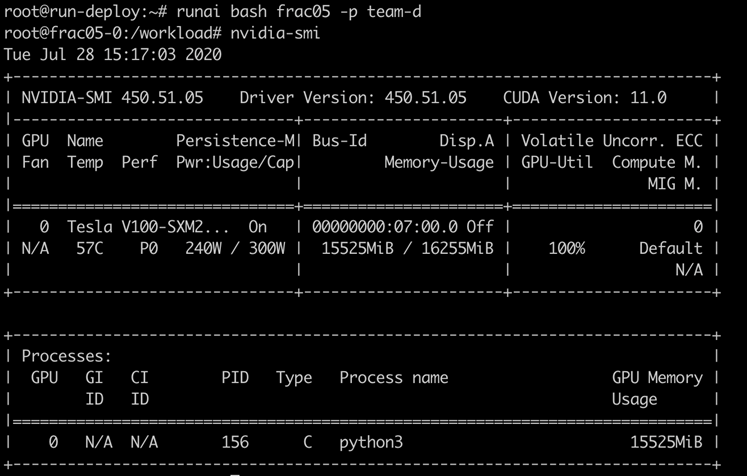 root@run-deploy:~# runai bash frac05 -p team-d
root@frac05-0:/workload# nvidia-smi
Tue Jul 28 15:17:03 2020
+-----------------------------------------------------------------------------+
| NVIDIA-SMI 450.51.05    Driver Version: 450.51.05    CUDA Version: 11.0     |
|-------------------------------+----------------------+----------------------+
| GPU  Name        Persistence-M| Bus-Id        Disp.A | Volatile Uncorr. ECC |
| Fan  Temp  Perf  Pwr:Usage/Cap|         Memory-Usage | GPU-Util  Compute M. |
|                               |                      |               MIG M. |
|===============================+======================+======================|
|   0  Tesla V100-SXM2...  On   | 00000000:07:00.0 Off |                    0 |
| N/A   57C    P0   240W / 300W |  15525MiB / 16255MiB |    100%      Default |
|                               |                      |                  N/A |
+-------------------------------+----------------------+----------------------+
+-----------------------------------------------------------------------------+
| Processes:                                                                  |
|  GPU   GI   CI        PID   Type   Process name                  GPU Memory |
|        ID   ID                                                   Usage      |
|=============================================================================|
|    0   N/A  N/A       156      C   python3                         15525MiB |
+-----------------------------------------------------------------------------+